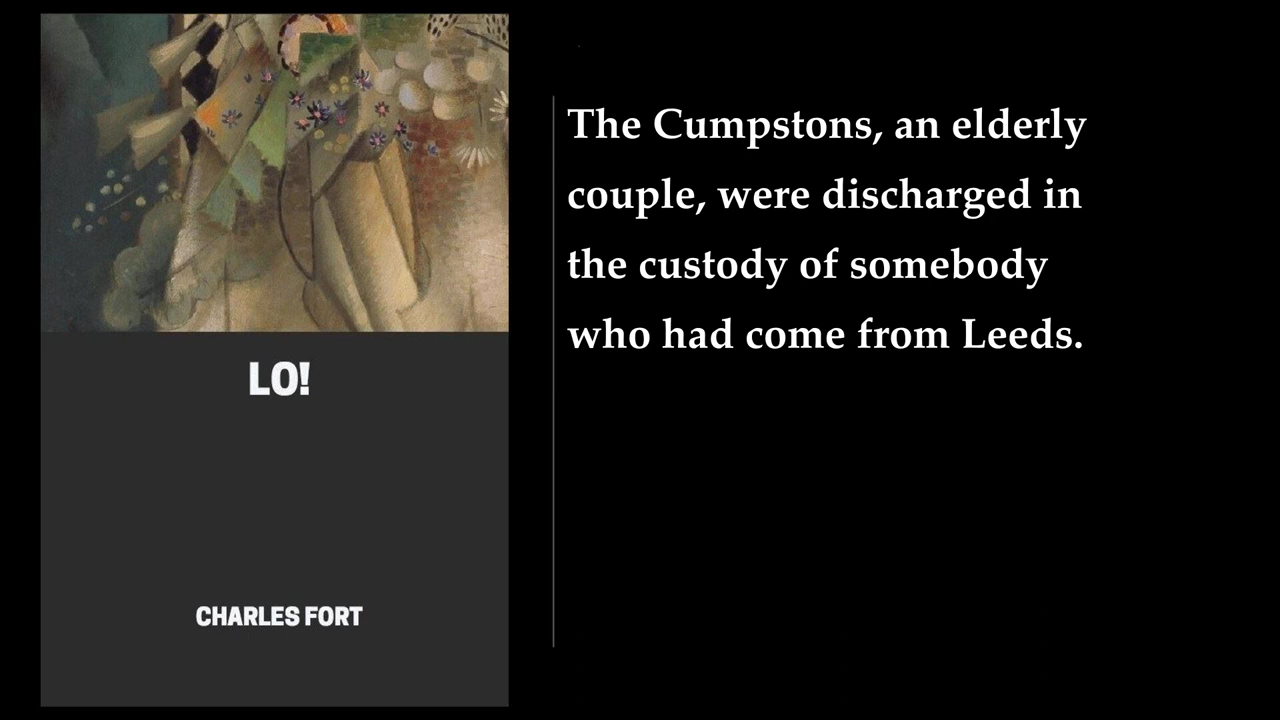 LO!
CHARLES FORT
The Cumpstons, an elderly
couple, were discharged in
the custody of somebody
who had come from Leeds.